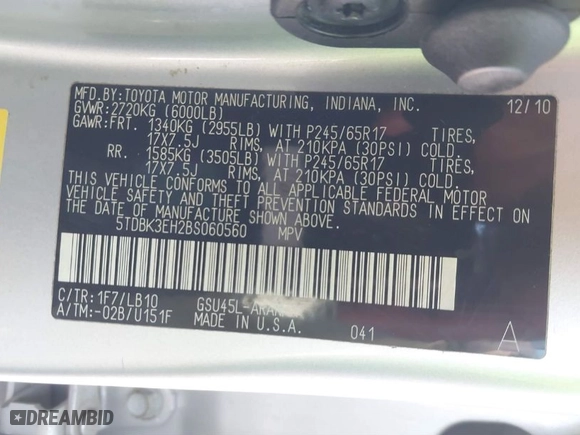 MFD.BY:TOYOTA MOTOR MANUFACTURING, INDIANA, INC. 12/10
GVWR:2720KG (6000LB)
GAWR:FRT. 1340KG (2955LB) WITH P245/65R17 TIRES,
17X7.5J RIMS, AT 210KPA (30PSI) COLD.
RR. 1585KG (3505LB) WITH P245/65R17 TIRES,
17X7.5J RIMS, AT 210KPA (30PSI) COLD.
THIS VEHICLE CONFORMS TO ALL APPLICABLE FEDERAL MOTOR
VEHICLE SAFETY AND THEFT PREVENTION STANDARDS IN EFFECT ON
THE DATE OF MANUFACTURE SHOWN ABOVE.
5TDBK3EH2BS060560 MPV
C/TR:1F7/LB10
A/TM:-02B/U151F
MADE IN U.S.A. 041 A
DREAMBID